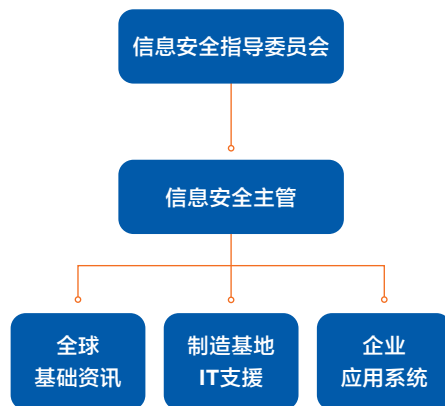 信息安全指导委员会
信息安全主管
全球
基础资讯
制造基地
IT支援
企业
应用系统